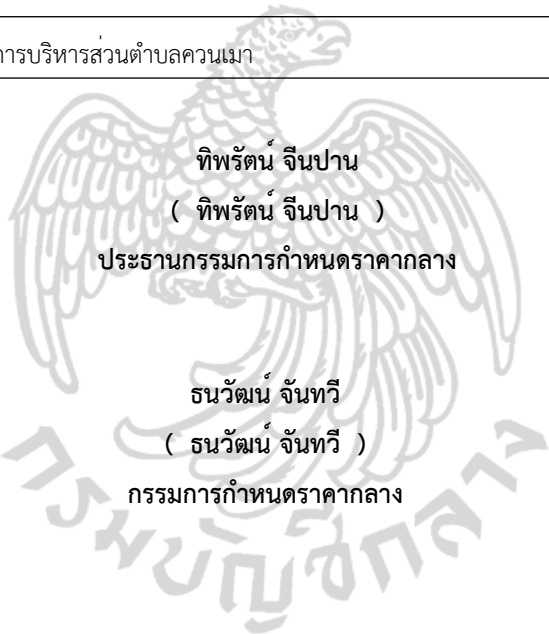 การบริหารส่วนตำบลควนเมา
ทิพรัตน์ จีนปาน
( ทิพรัตน์ จีนปาน )
ประธานกรรมการกำหนดราคากลาง
ธนวัฒน์ จันทวี
( ธนวัฒน์ จันทวี )
กรรมการกำหนดราคากลาง
กรมบัญชีกลาง